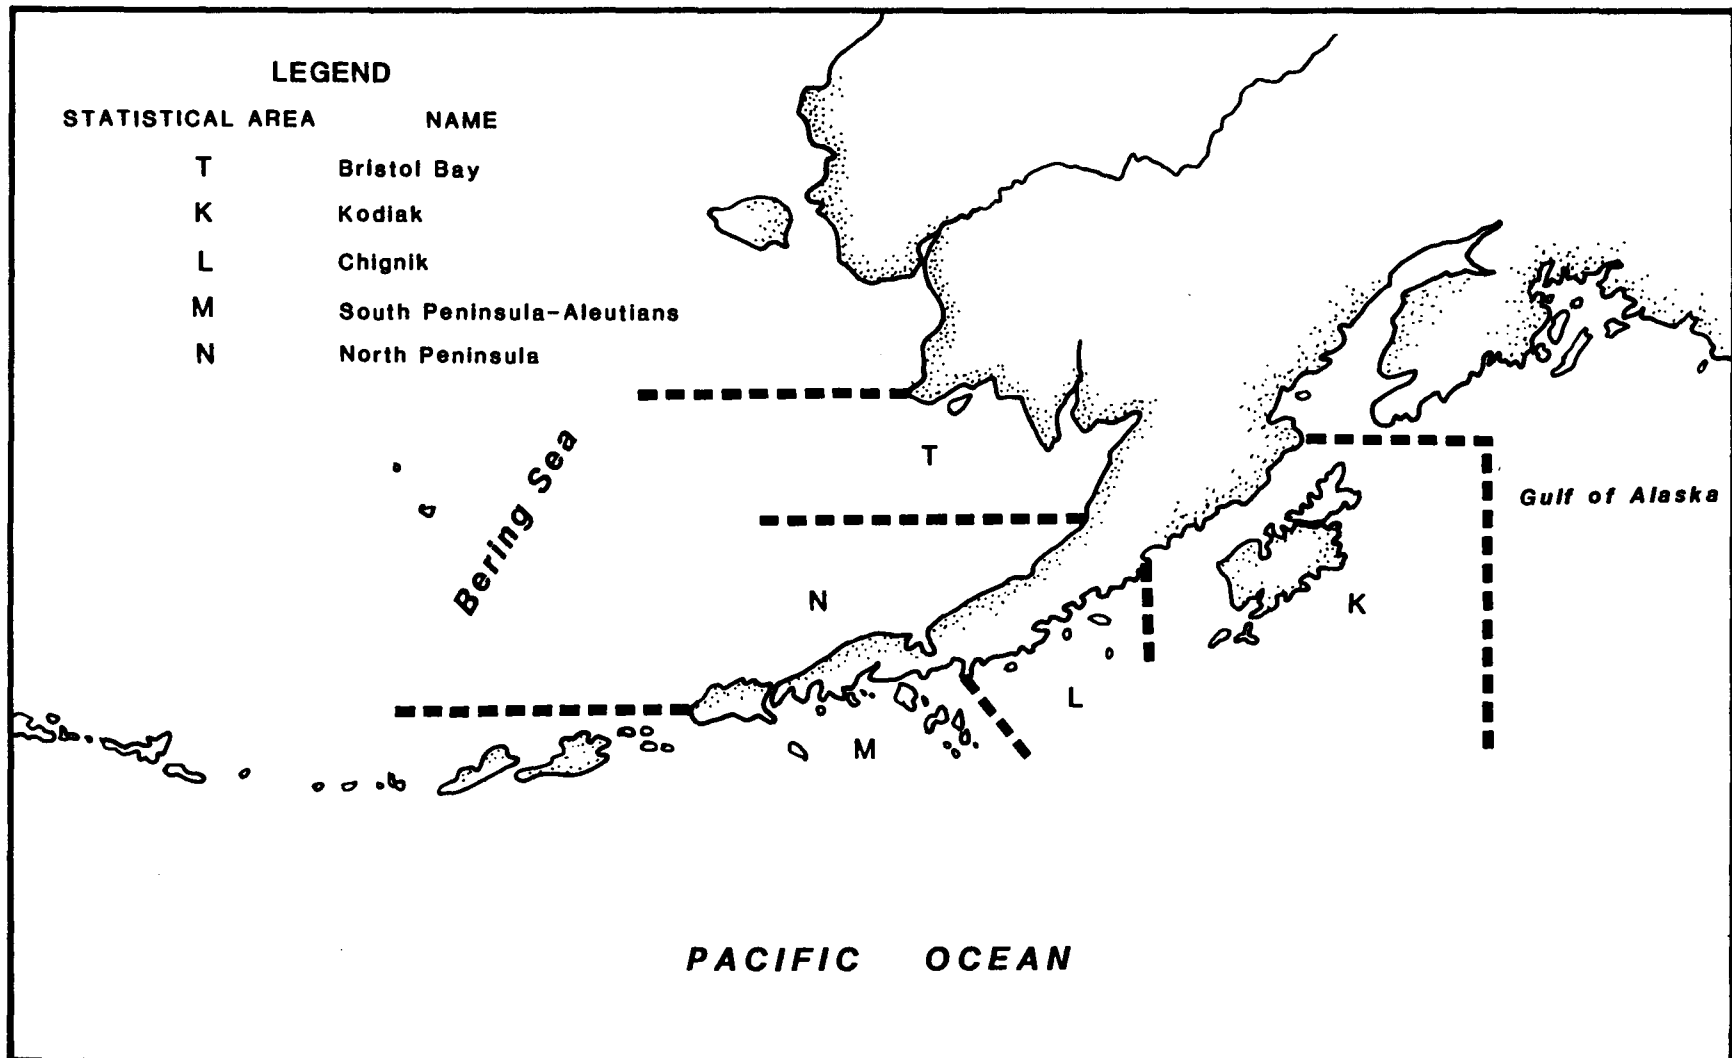 LEGEND
STATISTICAL AREA NAME
T Bristol Bay
K Kodiak
L Chignik
M South Peninsula-Aleutians
N North Peninsula
T
Bering Sea
Gulf of Alaska
N
K
L
M
PACIFIC OCEAN